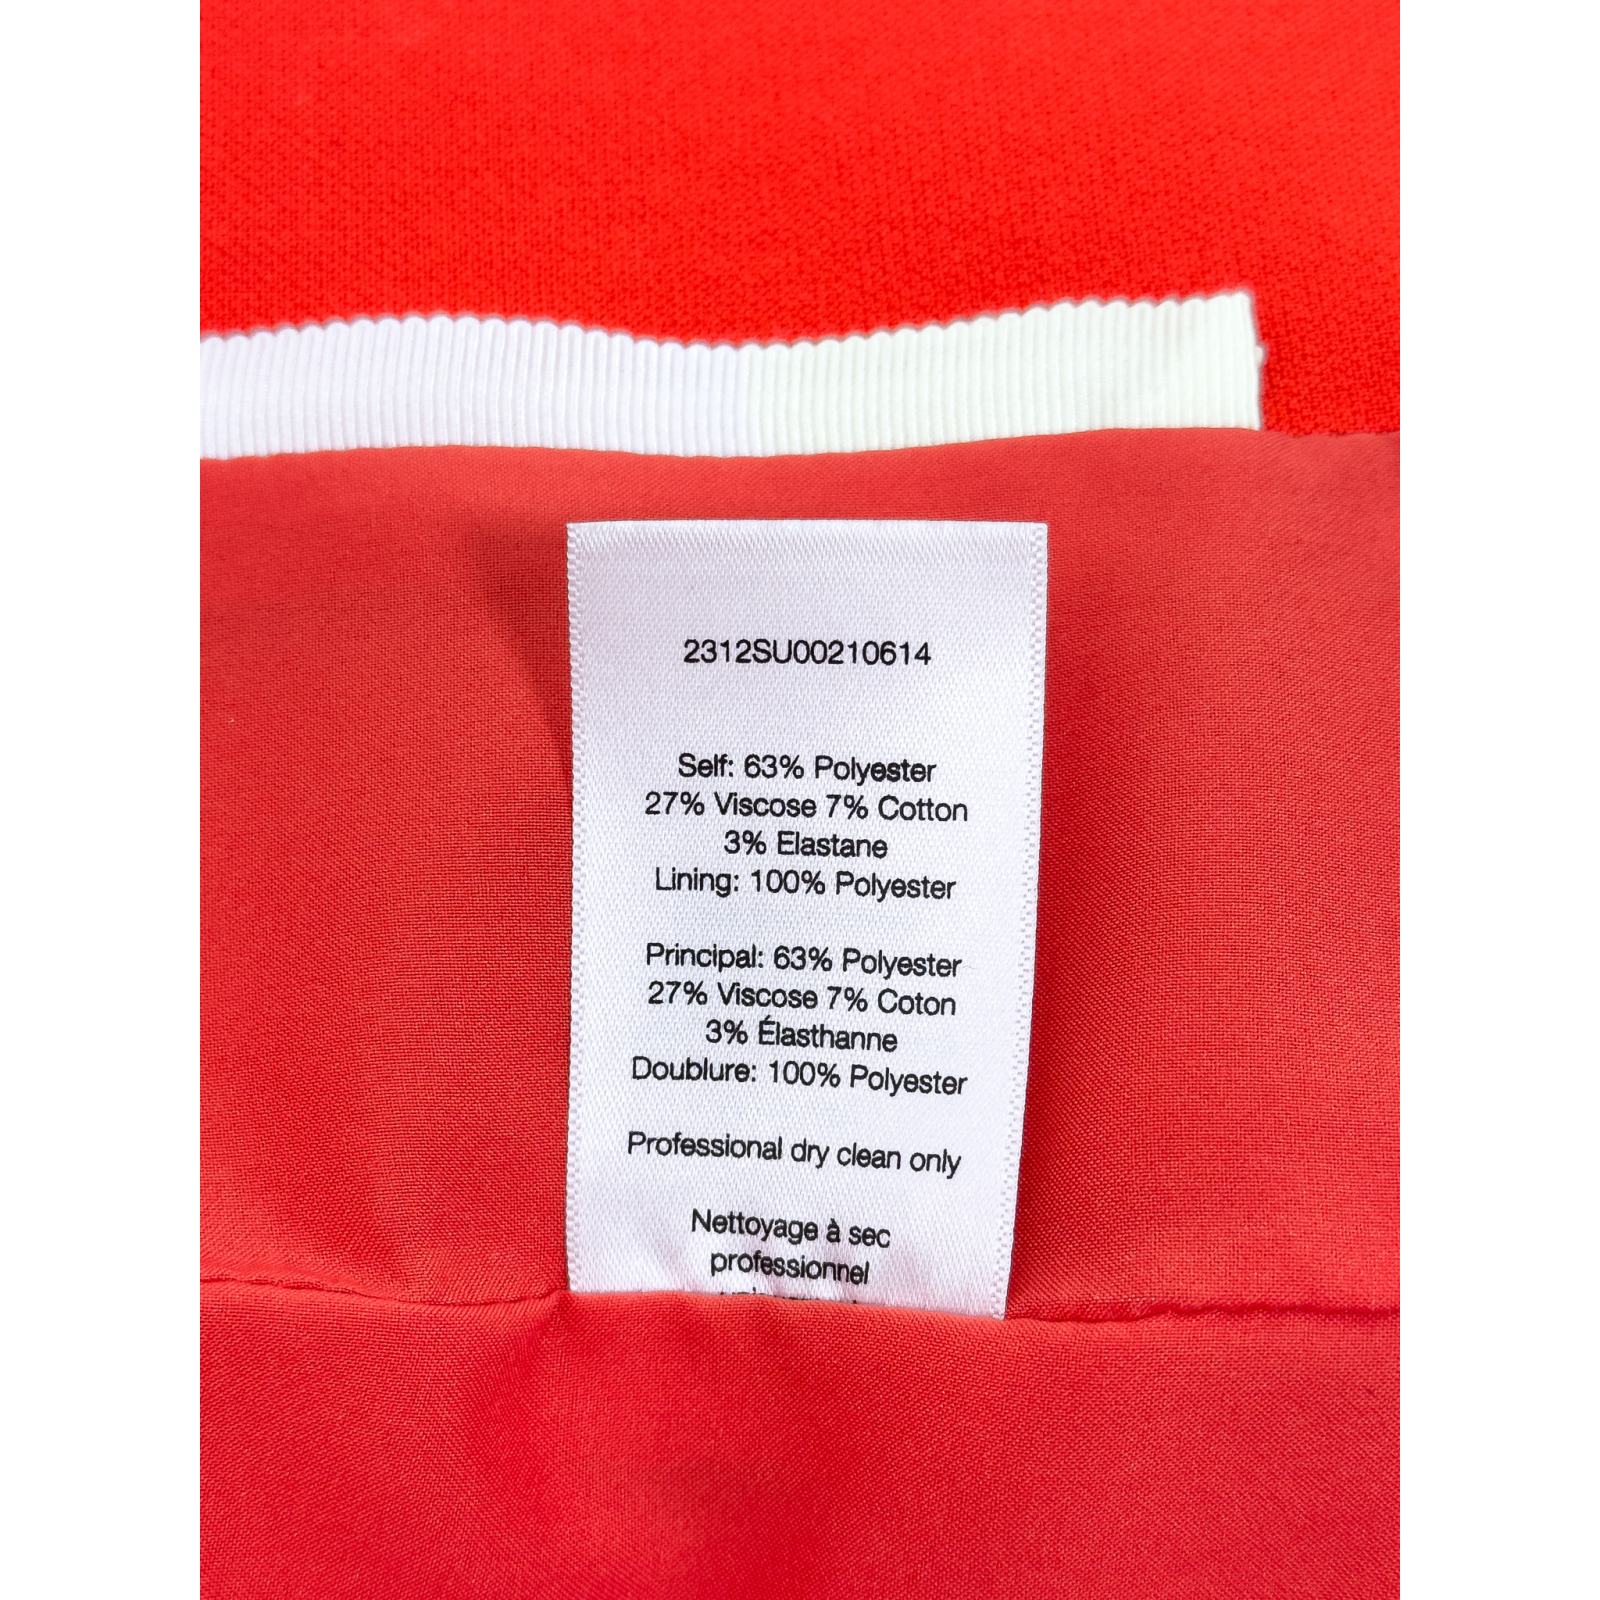 2312SU00210614
Self: 63% Polyester
27% Viscose 7% Cotton
3% Elastane
Lining: 100% Polyester
Principal: 63% Polyester
27% Viscose 7% Coton
3% Élasthanne
Doublure: 100% Polyester
Professional dry clean only
Nettoyage à sec
professionnel